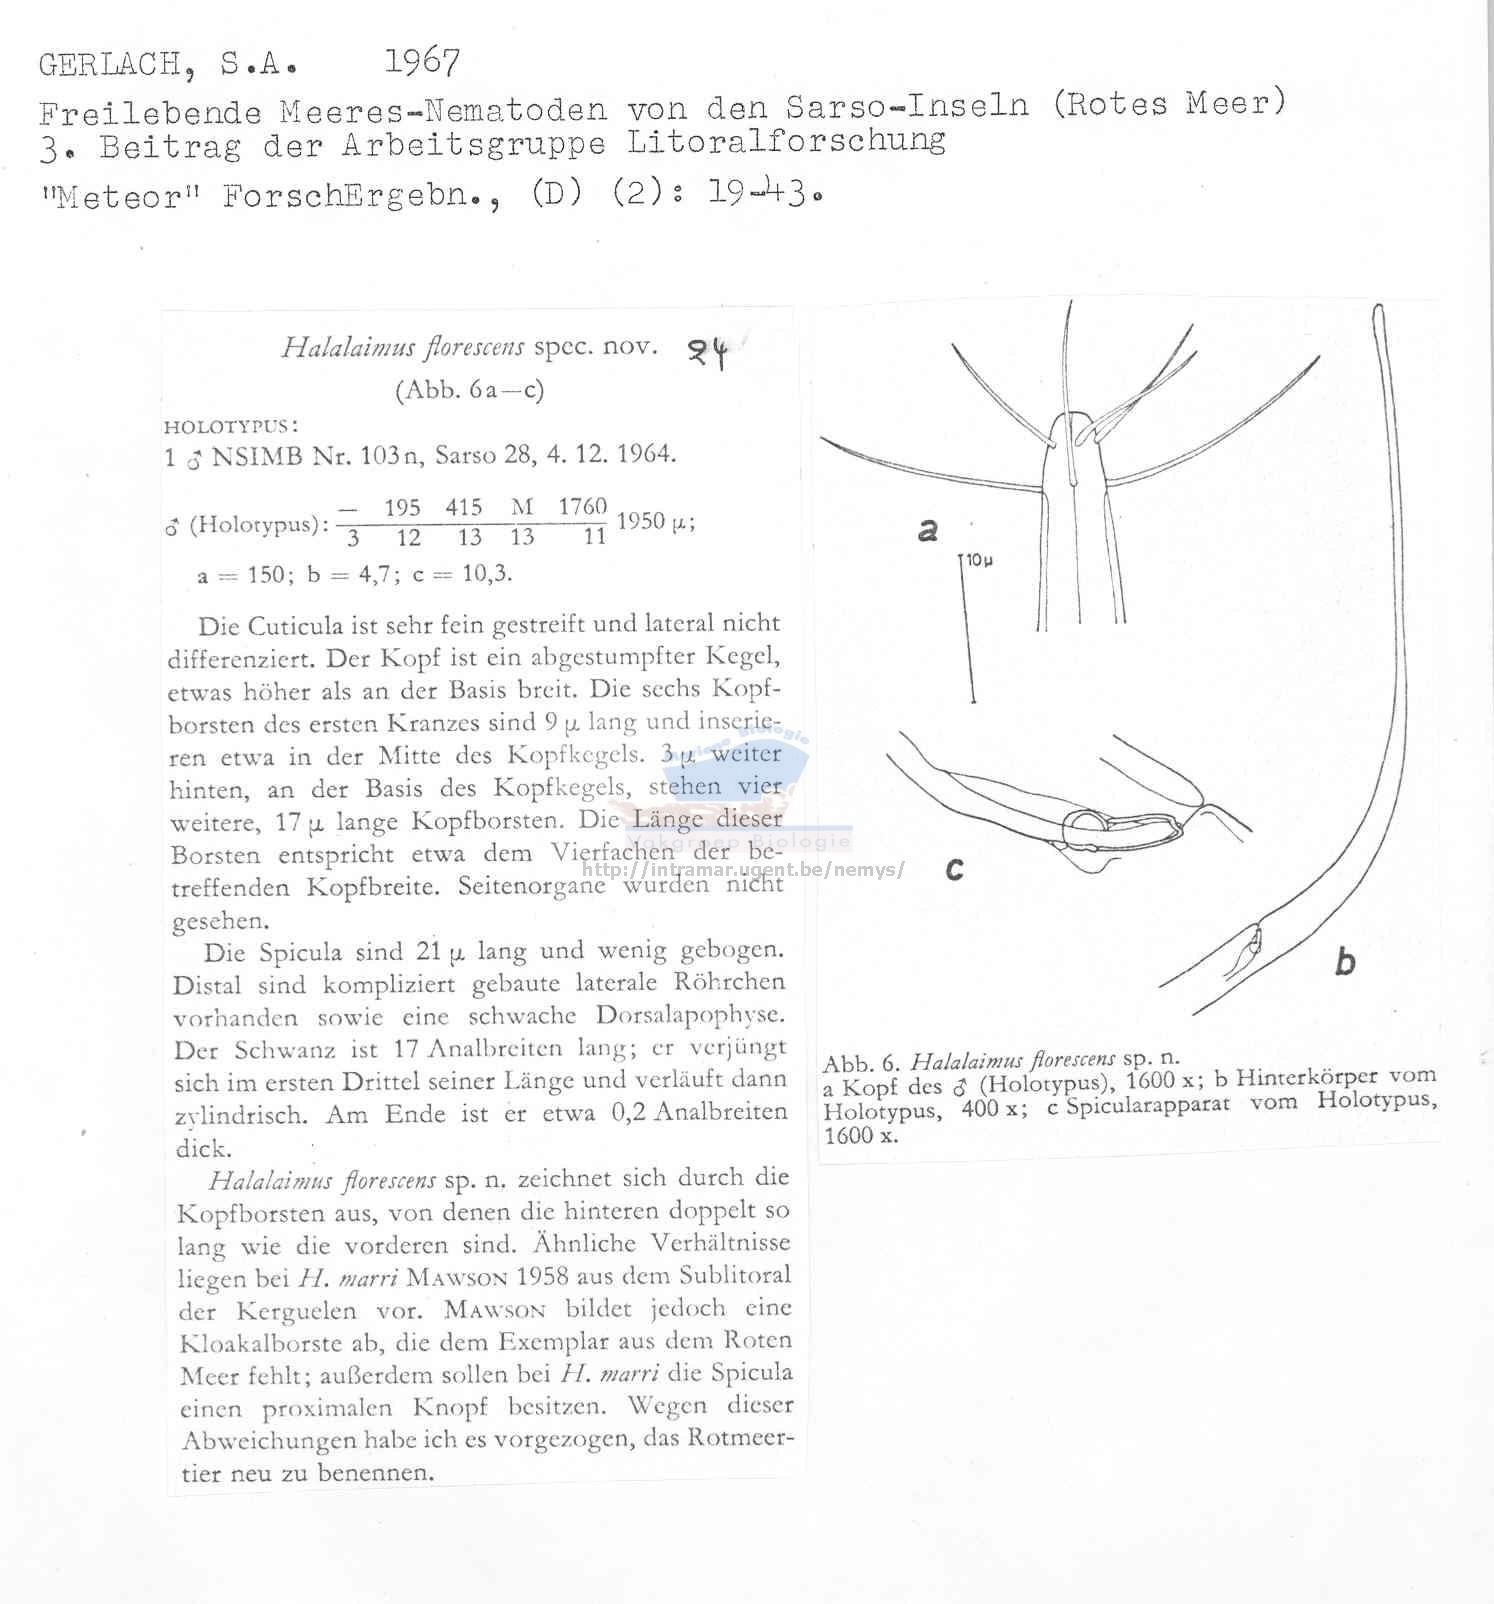 GERLACH, S.A. 1967
Freilebende Meeres-Nematoden von den Sarso-Inseln (Rotes Meer)
3. Beitrag der Arbeitsgruppe Litoralforschung
"Meteor" ForschErgebn., (D) (2): 19-43.
Halalaimus florescens spec. nov. 24
(Abb. 6a—c)
HOLOTYPUS:
1 ♂ NSIMB Nr. 103n, Sarso 28, 4. 12. 1964.
— 195 415 M 1760
♂ (Holotypus): 1950 µ;
3 12 13 13 11
a = 150; b = 4,7; c = 10,3.
Die Cuticula ist sehr fein gestreift und lateral nicht
differenziert. Der Kopf ist ein abgestumpfter Kegel,
etwas höher als an der Basis breit. Die sechs Kopf-
borsten des ersten Kranzes sind 9 µ lang und inserie-
ren etwa in der Mitte des Kopfkegels. 3 µ weiter
hinten, an der Basis des Kopfkegels, stehen vier
weitere, 17 µ lange Kopfborsten. Die Länge dieser
Borsten entspricht etwa dem Vierfachen der be-
treffenden Kopfbreite. Seitenorgane wurden nicht
gesehen.
Die Spicula sind 21 µ lang und wenig gebogen.
Distal sind kompliziert gebaute laterale Röhrchen
vorhanden sowie eine schwache Dorsalapophyse.
Der Schwanz ist 17 Analbreiten lang; er verjüngt
sich im ersten Drittel seiner Länge und verläuft dann
zylindrisch. Am Ende ist er etwa 0,2 Analbreiten
dick.
Halalaimus florescens sp. n. zeichnet sich durch die
Kopfborsten aus, von denen die hinteren doppelt so
lang wie die vorderen sind. Ähnliche Verhältnisse
liegen bei H. marri MAWSON 1958 aus dem Sublitoral
der Kerguelen vor. MAWSON bildet jedoch eine
Kloakalborste ab, die dem Exemplar aus dem Roten
Meer fehlt; außerdem sollen bei H. marri die Spicula
einen proximalen Knopf besitzen. Wegen dieser
Abweichungen habe ich es vorgezogen, das Rotmeer-
tier neu zu benennen.
Mariene Biologie
Vakgroep Biologie
http://intramar.ugent.be/nemys/
a
10µ
c
b
Abb. 6. Halalaimus florescens sp. n.
a Kopf des ♂ (Holotypus), 1600 x; b Hinterkörper vom
Holotypus, 400 x; c Spicularapparat vom Holotypus,
1600 x.